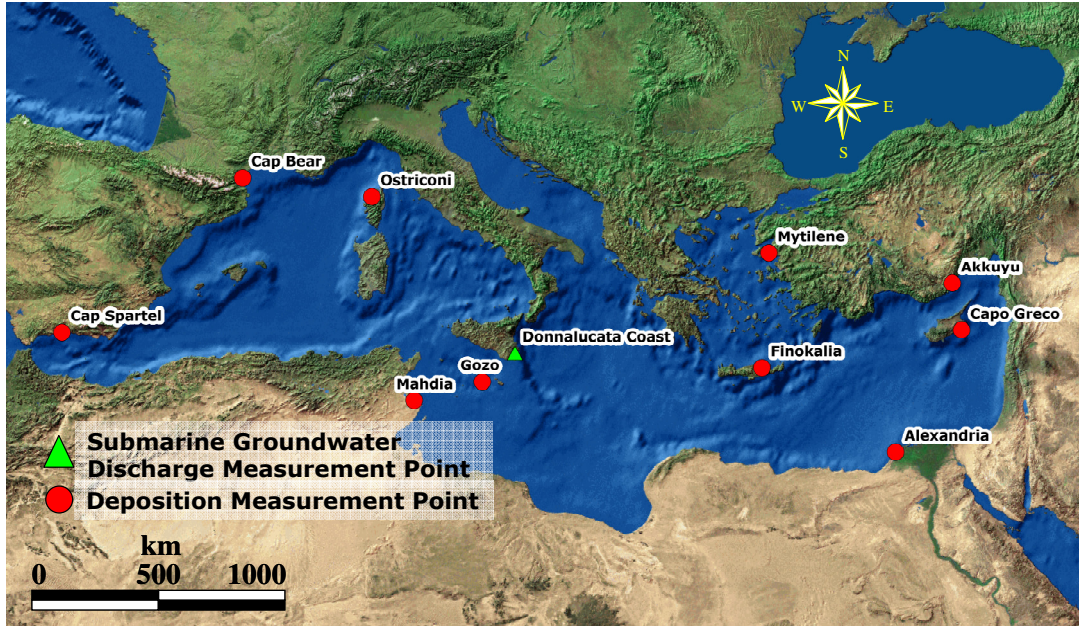 N
W E
S
Cap Bear
Ostriconi
Mytilene
Akkuyu
Cap Spartel
Capo Greco
Donnalucata Coast
Finokalia
Gozo
Mahdia
Alexandria
Submarine Groundwater
Discharge Measurement Point
Deposition Measurement Point
km
0 500 1000